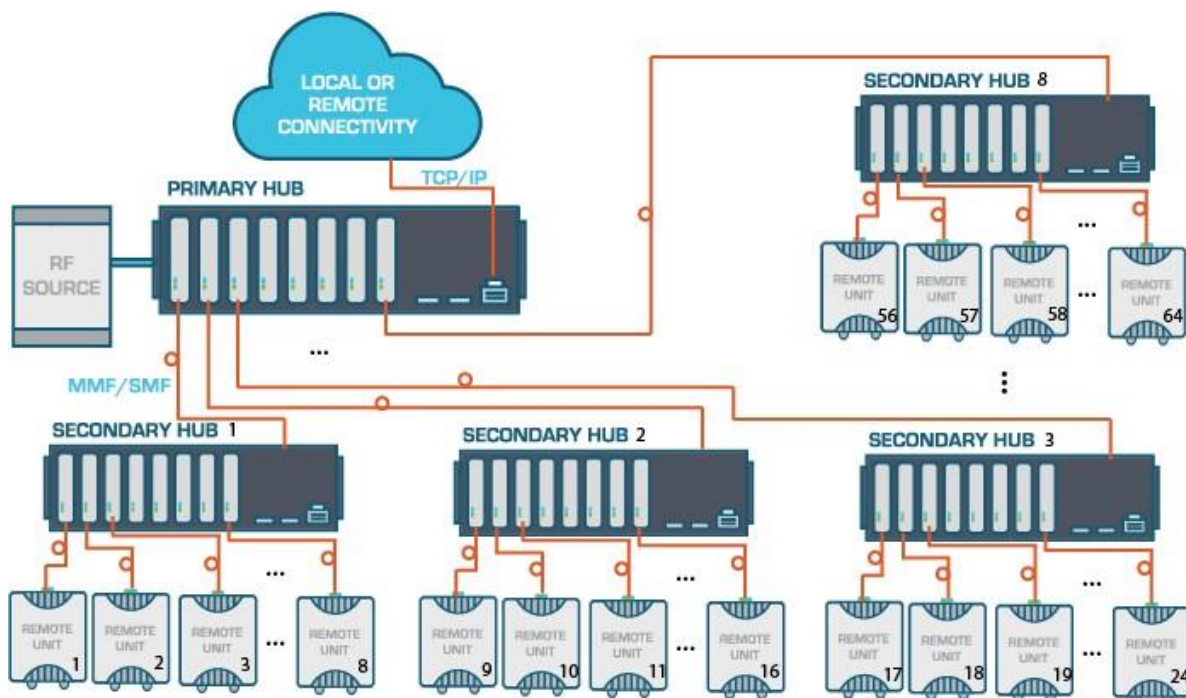 LOCAL OR
REMOTE
CONNECTIVITY
TCP/IP
PRIMARY HUB
RF
SOURCE
...
MMF/SMF
SECONDARY HUB 8
...
REMOTE
UNIT
56
REMOTE
UNIT
57
REMOTE
UNIT
58
...
REMOTE
UNIT
64
...
SECONDARY HUB 1
...
REMOTE
UNIT
1
REMOTE
UNIT
2
REMOTE
UNIT
3
...
REMOTE
UNIT
8
SECONDARY HUB 2
...
REMOTE
UNIT
9
REMOTE
UNIT
10
REMOTE
UNIT
11
...
REMOTE
UNIT
16
SECONDARY HUB 3
...
REMOTE
UNIT
17
REMOTE
UNIT
18
REMOTE
UNIT
19
...
REMOTE
UNIT
24